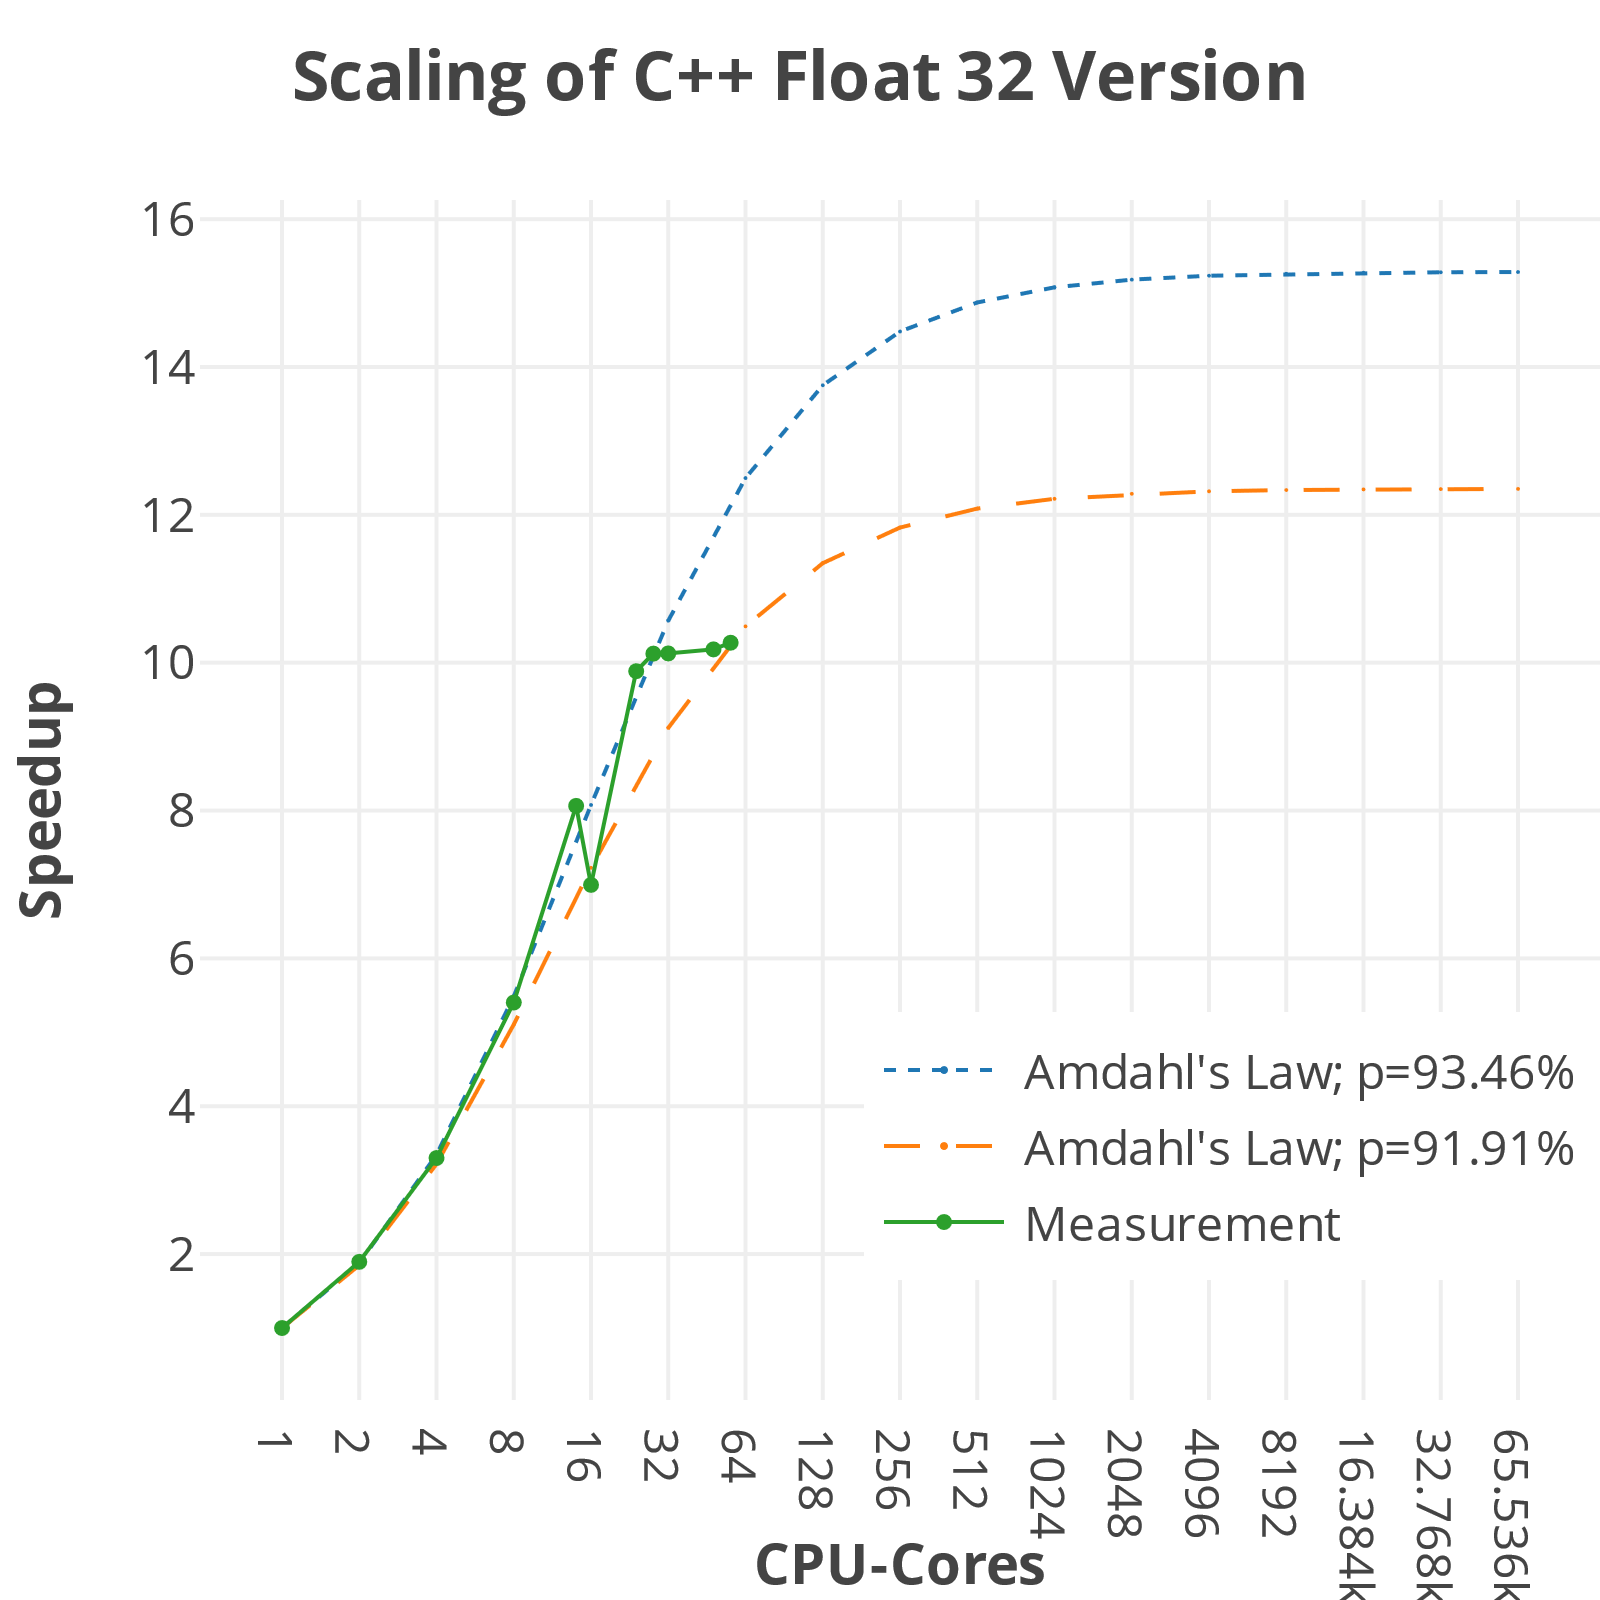 Scaling of C++ Float 32 Version
16
14
12
10
8
6
4
2
Speedup
Amdahl's Law; p=93.46%
Amdahl's Law; p=91.91%
Measurement
1
2
4
8
16
32
64
128
256
512
1024
2048
4096
8192
16.384k
32.768k
65.536k
CPU-Cores